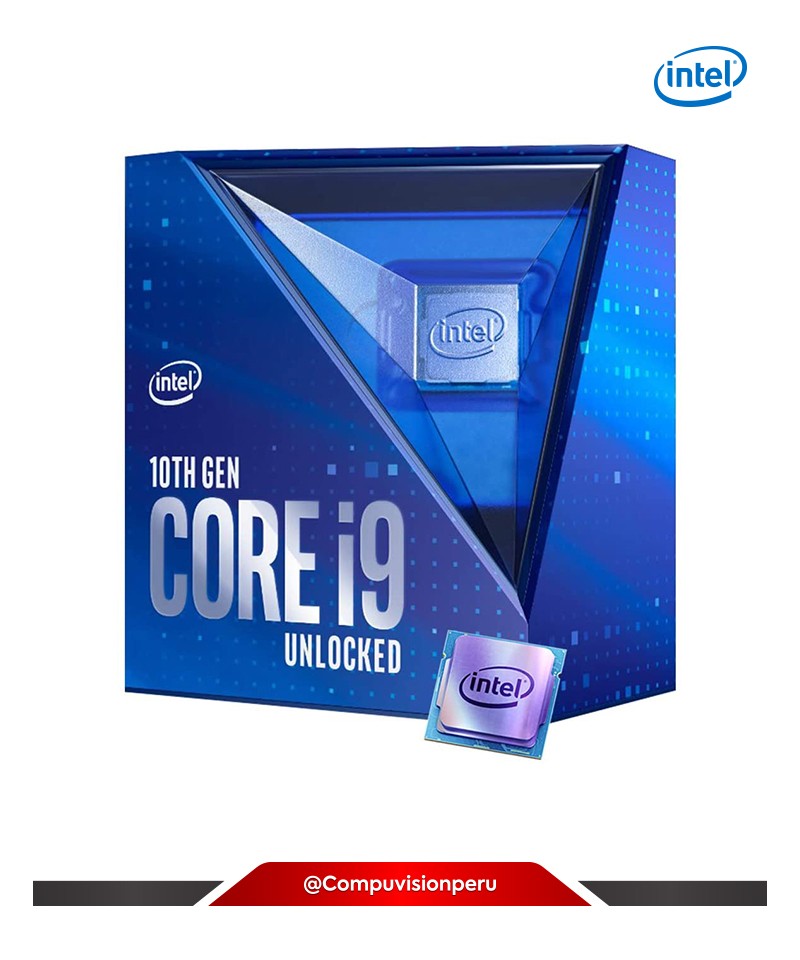 intel
intel
intel
10TH GEN
CORE i9
UNLOCKED
intel
@Compuvisionperu